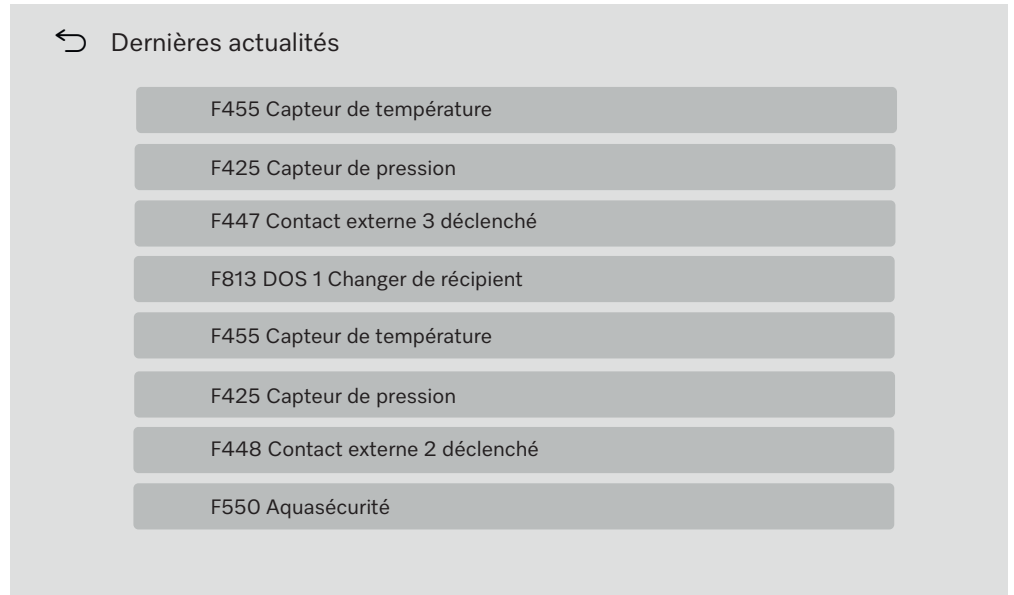 Dernières actualités
F455 Capteur de température
F425 Capteur de pression
F447 Contact externe 3 déclenché
F813 DOS 1 Changer de récipient
F455 Capteur de température
F425 Capteur de pression
F448 Contact externe 2 déclenché
F550 Aquasécurité